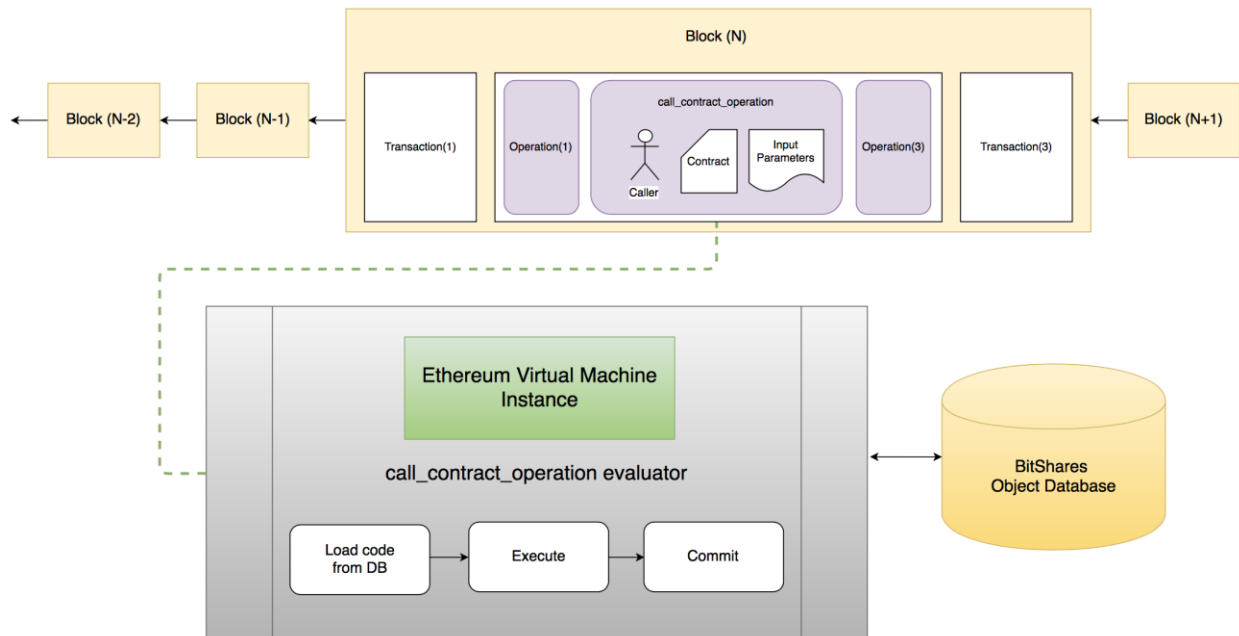 Block (N)
Block (N-2)
Block (N-1)
Transaction(1)
Operation(1)
call_contract_operation
Caller
Contract
Input
Parameters
Operation(3)
Transaction(3)
Block (N+1)
Ethereum Virtual Machine
Instance
call_contract_operation evaluator
Load code
from DB
Execute
Commit
BitShares
Object Database